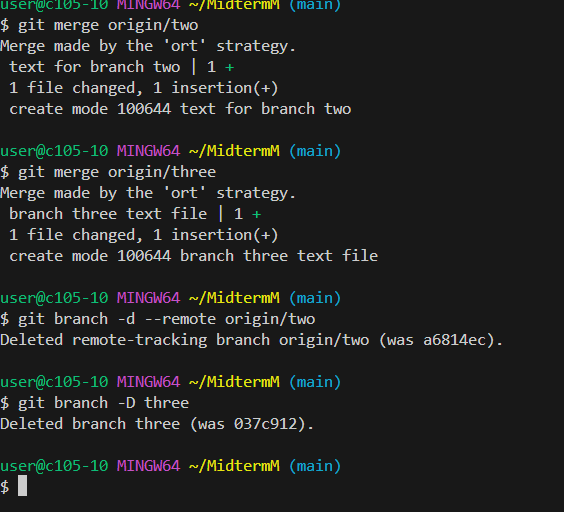 user@c105-10 MINGW64 ~/MidtermM (main)
$ git merge origin/two
Merge made by the 'ort' strategy.
 text for branch two | 1 +
 1 file changed, 1 insertion(+)
 create mode 100644 text for branch two

user@c105-10 MINGW64 ~/MidtermM (main)
$ git merge origin/three
Merge made by the 'ort' strategy.
 branch three text file | 1 +
 1 file changed, 1 insertion(+)
 create mode 100644 branch three text file

user@c105-10 MINGW64 ~/MidtermM (main)
$ git branch -d --remote origin/two
Deleted remote-tracking branch origin/two (was a6814ec).

user@c105-10 MINGW64 ~/MidtermM (main)
$ git branch -D three
Deleted branch three (was 037c912).

user@c105-10 MINGW64 ~/MidtermM (main)
$